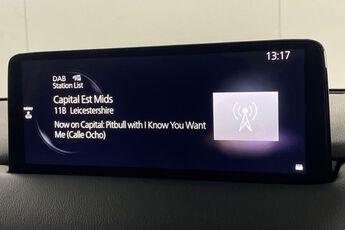 13:17
DAB
Station List
Capital Est Mids
11B Leicestershire
MENU
Now on Capital: Pitbull with I Know You Want
Me (Calle Ocho)